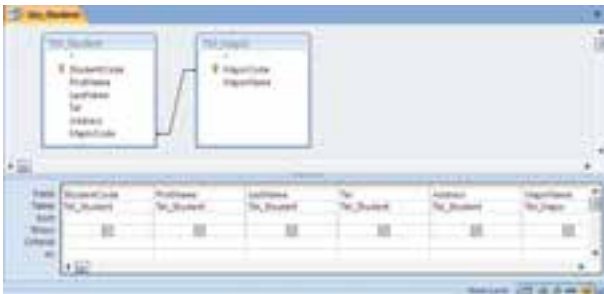 Tbl_Student
Tbl_Major
*
*
StudentCode
MajorCode
FirstName
MajorName
LastName
Tel
Address
MajorCode
Field: StudentCode FirstName LastName Tel Address MajorName
Table: Tbl_Student Tbl_Student Tbl_Student Tbl_Student Tbl_Student Tbl_Major
Sort:
Show:
Criteria:
or: